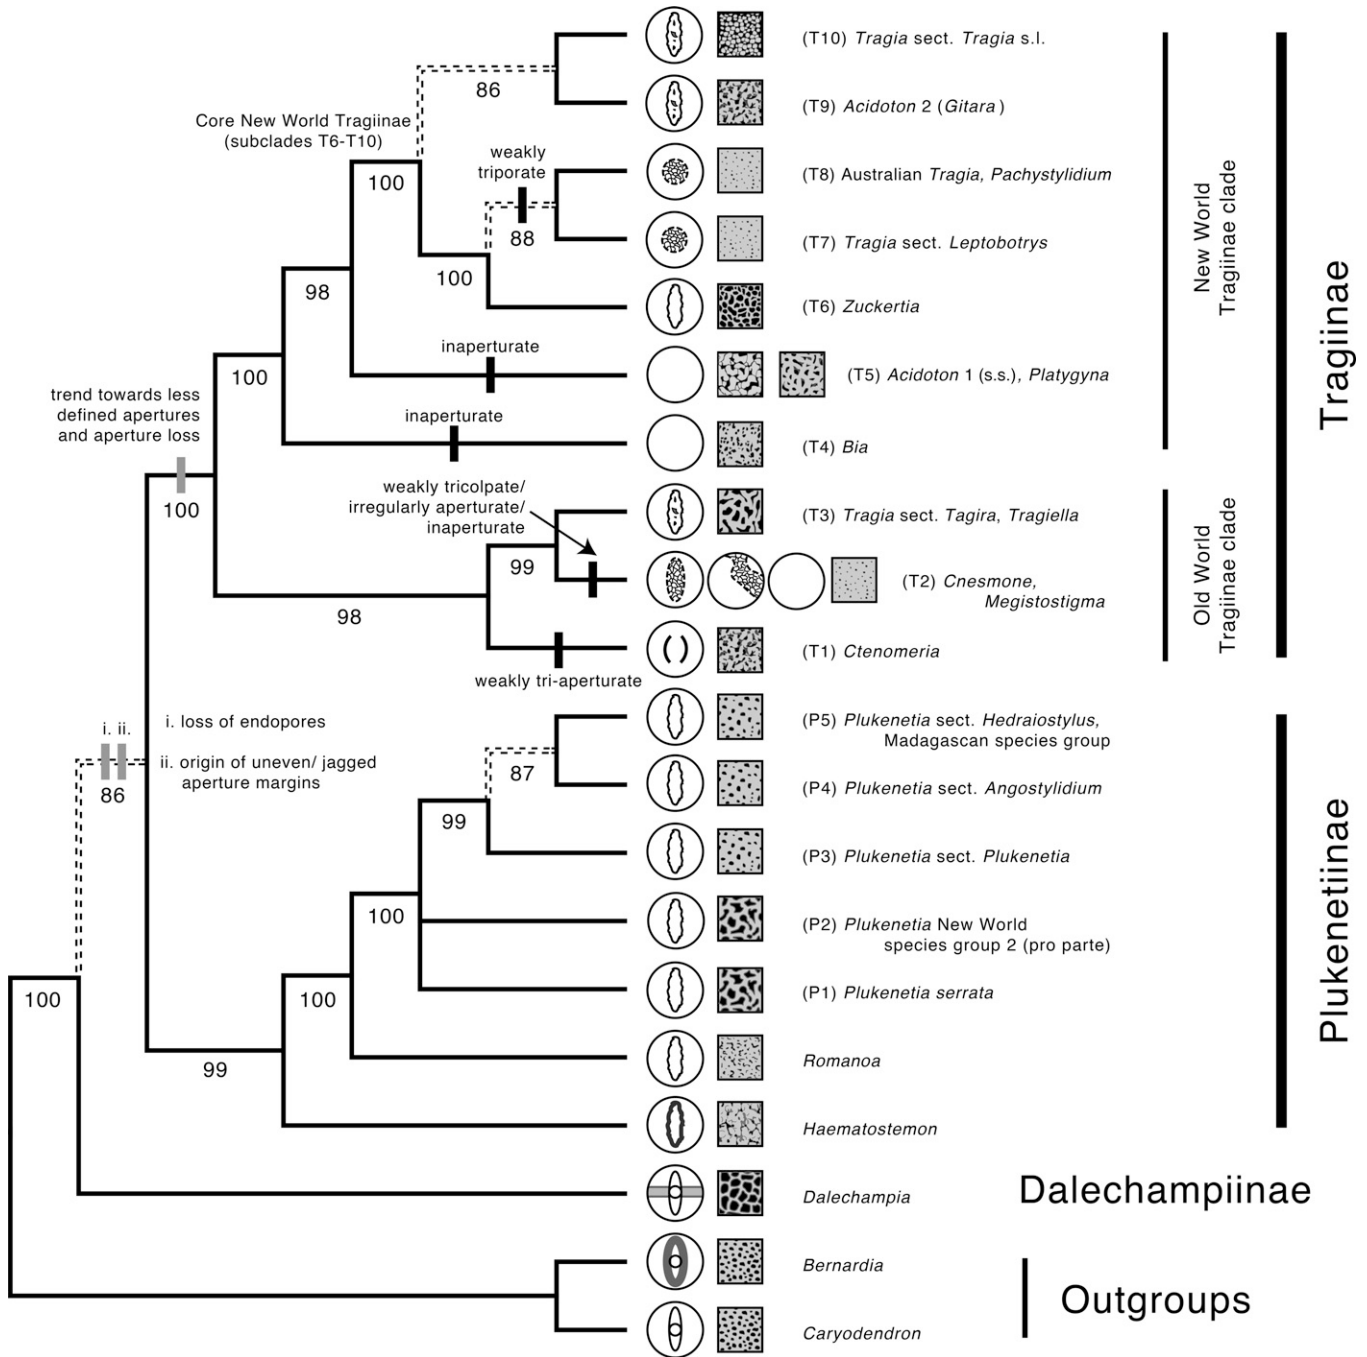 (T10) Tragia sect. Tragia s.l.
86
(T9) Acidoton 2 (Gitara )
Core New World Tragiinae
(subclades T6-T10)
weakly
triporate
(T8) Australian Tragia, Pachystylidium
100
88
(T7) Tragia sect. Leptobotrys
100
98
(T6) Zuckertia
inaperturate
(T5) Acidoton 1 (s.s.), Platygyna
100
trend towards less
defined apertures
and aperture loss
inaperturate
(T4) Bia
New World
Tragiinae clade
100
weakly tricolpate/
irregularly aperturate/
inaperturate
(T3) Tragia sect. Tagira, Tragiella
99
(T2) Cnesmone,
Megistostigma
98
(T1) Ctenomeria
weakly tri-aperturate
Old World
Tragiinae clade
Tragiinae
i. ii.
i. loss of endopores
ii. origin of uneven/ jagged
aperture margins
86
(P5) Plukenetia sect. Hedraiostylus,
Madagascan species group
87
(P4) Plukenetia sect. Angostylidium
99
(P3) Plukenetia sect. Plukenetia
100
(P2) Plukenetia New World
species group 2 (pro parte)
100
100
(P1) Plukenetia serrata
Romanoa
99
Haematostemon
Plukenetiinae
Dalechampia
Dalechampiinae
Bernardia
Outgroups
Caryodendron